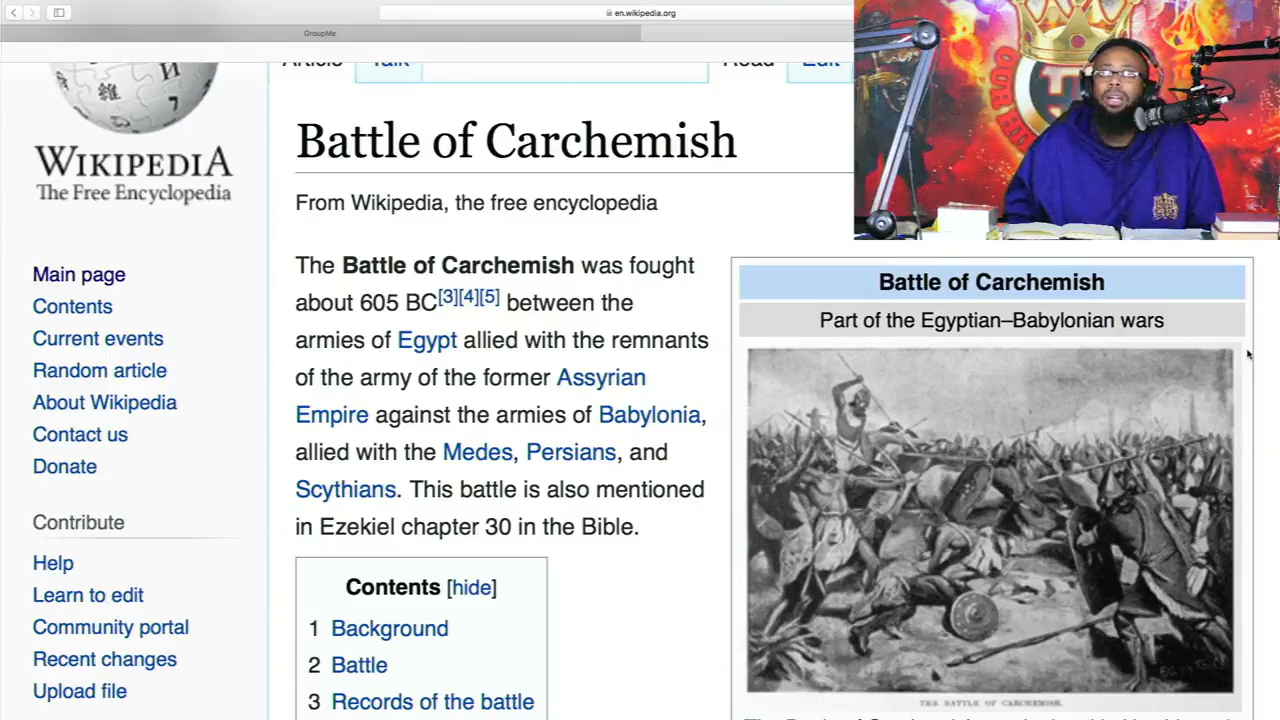 en.wikipedia.org
GroupMe
Article Talk Read Edit
WIKIPEDIA
The Free Encyclopedia
Main page
Contents
Current events
Random article
About Wikipedia
Contact us
Donate
Contribute
Help
Learn to edit
Community portal
Recent changes
Upload file
Battle of Carchemish
From Wikipedia, the free encyclopedia
The Battle of Carchemish was fought
about 605 BC[3][4][5] between the
armies of Egypt allied with the remnants
of the army of the former Assyrian
Empire against the armies of Babylonia,
allied with the Medes, Persians, and
Scythians. This battle is also mentioned
in Ezekiel chapter 30 in the Bible.
Contents [hide]
1 Background
2 Battle
3 Records of the battle
Battle of Carchemish
Part of the Egyptian–Babylonian wars
THE BATTLE OF CARCHEMISH.